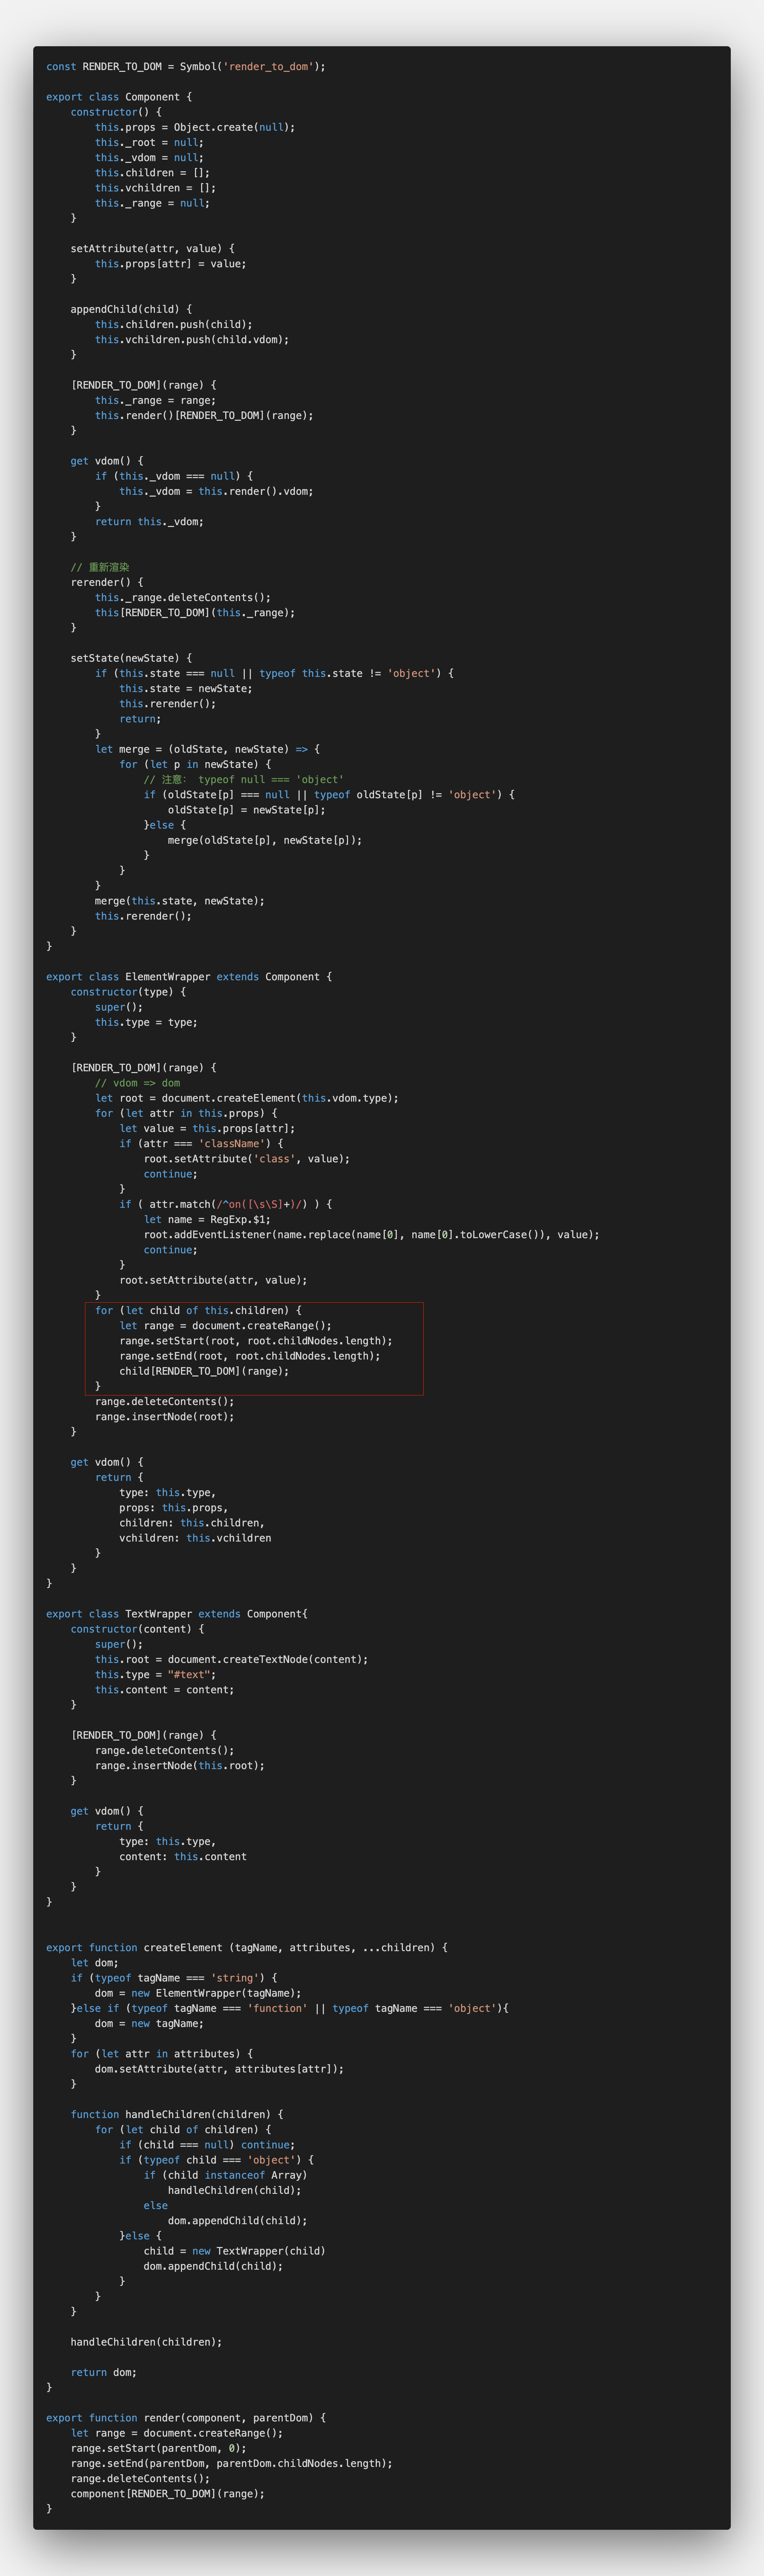 const RENDER_TO_DOM = Symbol('render_to_dom');

export class Component {
    constructor() {
        this.props = Object.create(null);
        this._root = null;
        this._vdom = null;
        this.children = [];
        this.vchildren = [];
        this._range = null;
    }

    setAttribute(attr, value) {
        this.props[attr] = value;
    }

    appendChild(child) {
        this.children.push(child);
        this.vchildren.push(child.vdom);
    }

    [RENDER_TO_DOM](range) {
        this._range = range;
        this.render()[RENDER_TO_DOM](range);
    }

    get vdom() {
        if (this._vdom === null) {
            this._vdom = this.render().vdom;
        }
        return this._vdom;
    }

    // 重新渲染
    rerender() {
        this._range.deleteContents();
        this[RENDER_TO_DOM](this._range);
    }

    setState(newState) {
        if (this.state === null || typeof this.state != 'object') {
            this.state = newState;
            this.rerender();
            return;
        }
        let merge = (oldState, newState) => {
            for (let p in newState) {
                // 注意： typeof null === 'object'
                if (oldState[p] === null || typeof oldState[p] != 'object') {
                    oldState[p] = newState[p];
                }else {
                    merge(oldState[p], newState[p]);
                }
            }
        }
        merge(this.state, newState);
        this.rerender();
    }
}

export class ElementWrapper extends Component {
    constructor(type) {
        super();
        this.type = type;
    }

    [RENDER_TO_DOM](range) {
        // vdom => dom
        let root = document.createElement(this.vdom.type);
        for (let attr in this.props) {
            let value = this.props[attr];
            if (attr === 'className') {
                root.setAttribute('class', value);
                continue;
            }
            if ( attr.match(/^on([\s\S]+)/) ) {
                let name = RegExp.$1;
                root.addEventListener(name.replace(name[0], name[0].toLowerCase()), value);
                continue;
            }
            root.setAttribute(attr, value);
        }
        for (let child of this.children) {
            let range = document.createRange();
            range.setStart(root, root.childNodes.length);
            range.setEnd(root, root.childNodes.length);
            child[RENDER_TO_DOM](range);
        }
        range.deleteContents();
        range.insertNode(root);
    }

    get vdom() {
        return {
            type: this.type,
            props: this.props,
            children: this.children,
            vchildren: this.vchildren
        }
    }
}

export class TextWrapper extends Component{
    constructor(content) {
        super();
        this.root = document.createTextNode(content);
        this.type = "#text";
        this.content = content;
    }

    [RENDER_TO_DOM](range) {
        range.deleteContents();
        range.insertNode(this.root);
    }

    get vdom() {
        return {
            type: this.type,
            content: this.content
        }
    }
}


export function createElement (tagName, attributes, ...children) {
    let dom;
    if (typeof tagName === 'string') {
        dom = new ElementWrapper(tagName);
    }else if (typeof tagName === 'function' || typeof tagName === 'object'){
        dom = new tagName;
    }
    for (let attr in attributes) {
        dom.setAttribute(attr, attributes[attr]);
    }

    function handleChildren(children) {
        for (let child of children) {
            if (child === null) continue;
            if (typeof child === 'object') {
                if (child instanceof Array)
                    handleChildren(child);
                else
                    dom.appendChild(child);
            }else {
                child = new TextWrapper(child)
                dom.appendChild(child);
            }
        }
    }

    handleChildren(children);

    return dom;
}

export function render(component, parentDom) {
    let range = document.createRange();
    range.setStart(parentDom, 0);
    range.setEnd(parentDom, parentDom.childNodes.length);
    range.deleteContents();
    component[RENDER_TO_DOM](range);
}